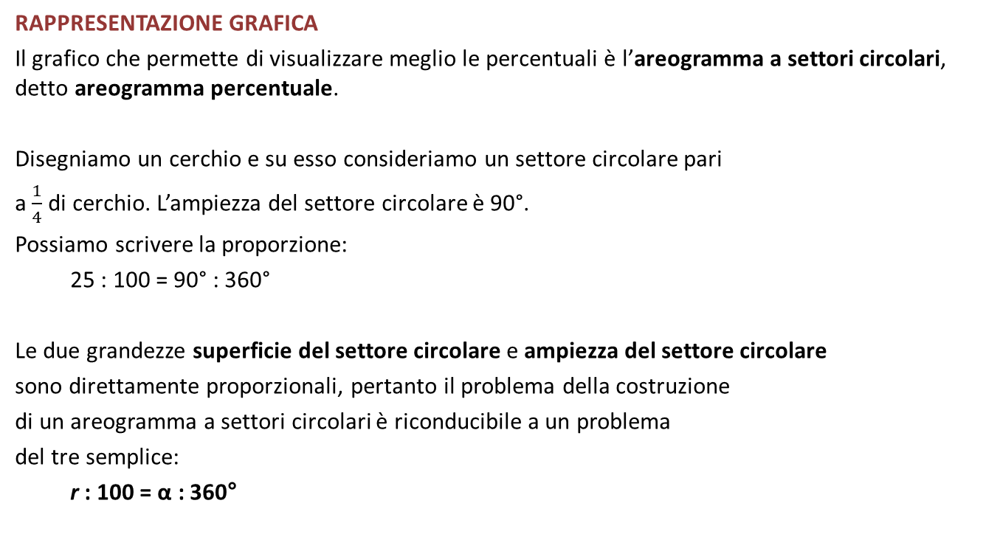 RAPPRESENTAZIONE GRAFICA
Il grafico che permette di visualizzare meglio le percentuali è l’areogramma a settori circolari,
detto areogramma percentuale.
Disegniamo un cerchio e su esso consideriamo un settore circolare pari
a 1/4 di cerchio. L’ampiezza del settore circolare è 90°.
Possiamo scrivere la proporzione:
25 : 100 = 90° : 360°
Le due grandezze superficie del settore circolare e ampiezza del settore circolare
sono direttamente proporzionali, pertanto il problema della costruzione
di un areogramma a settori circolari è riconducibile a un problema
del tre semplice:
r : 100 = α : 360°